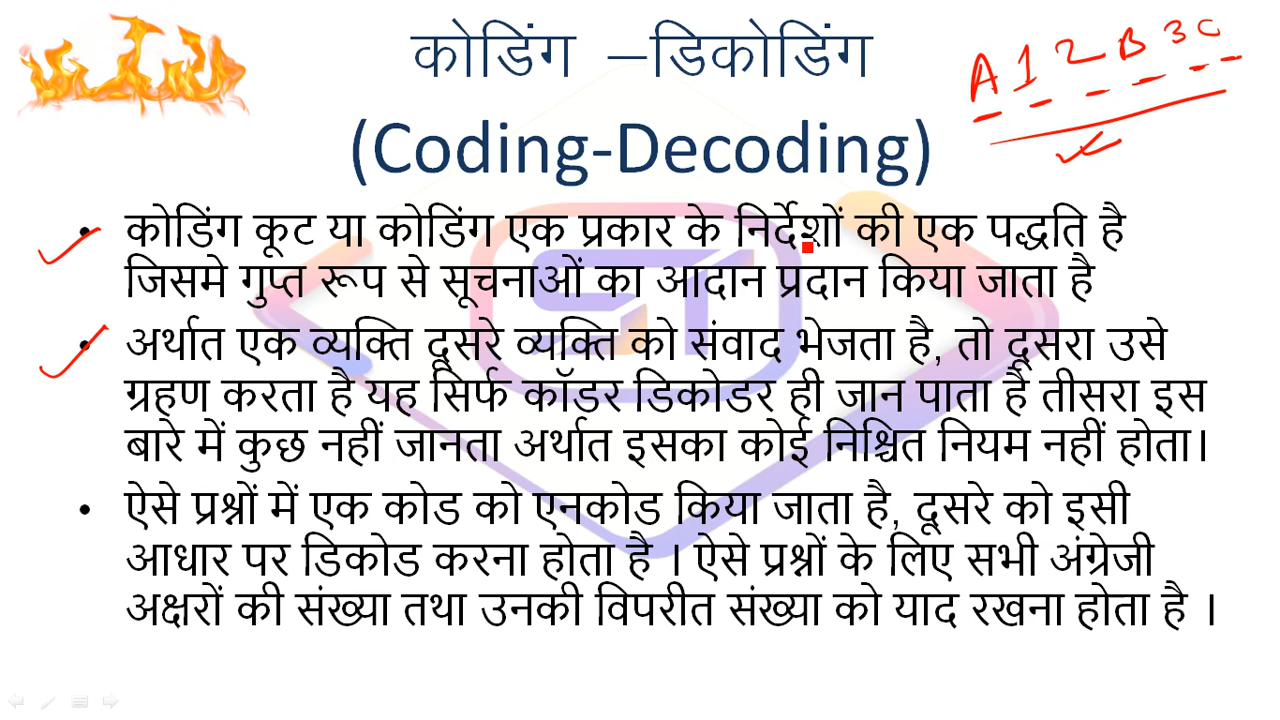 कोडिंग –डिकोडिंग
(Coding-Decoding)
A 1 2 B 3 C
• कोडिंग कूट या कोडिंग एक प्रकार के निर्देशों की एक पद्धति है
जिसमे गुप्त रूप से सूचनाओं का आदान प्रदान किया जाता है
• अर्थात एक व्यक्ति दूसरे व्यक्ति को संवाद भेजता है, तो दूसरा उसे
ग्रहण करता है यह सिर्फ कॉडर डिकोडर ही जान पाता है तीसरा इस
बारे में कुछ नहीं जानता अर्थात इसका कोई निश्चित नियम नहीं होता।
• ऐसे प्रश्नों में एक कोड को एनकोड किया जाता है, दूसरे को इसी
आधार पर डिकोड करना होता है । ऐसे प्रश्नों के लिए सभी अंग्रेजी
अक्षरों की संख्या तथा उनकी विपरीत संख्या को याद रखना होता है ।